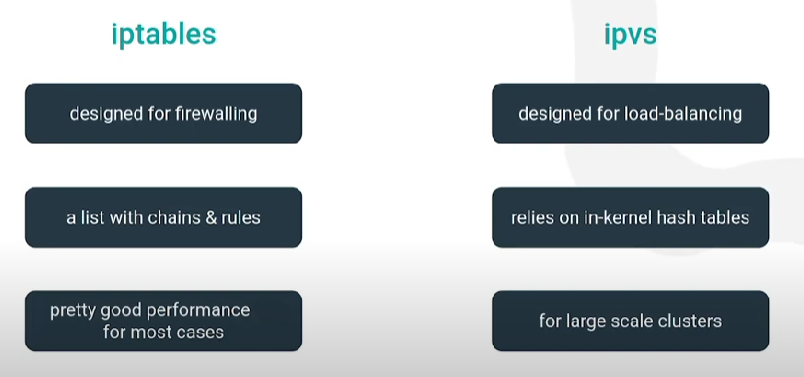 iptables
ipvs
designed for firewalling
designed for load-balancing
a list with chains & rules
relies on in-kernel hash tables
pretty good performance
for most cases
for large scale clusters